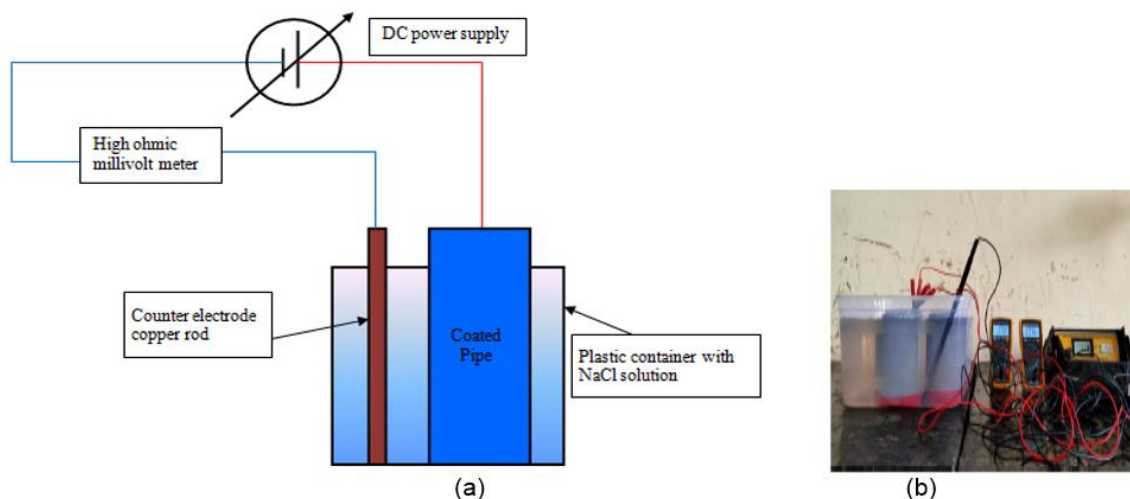 DC power supply
High ohmic
millivolt meter
Counter electrode
copper rod
Coated
Pipe
Plastic container with
NaCl solution
(a)
(b)